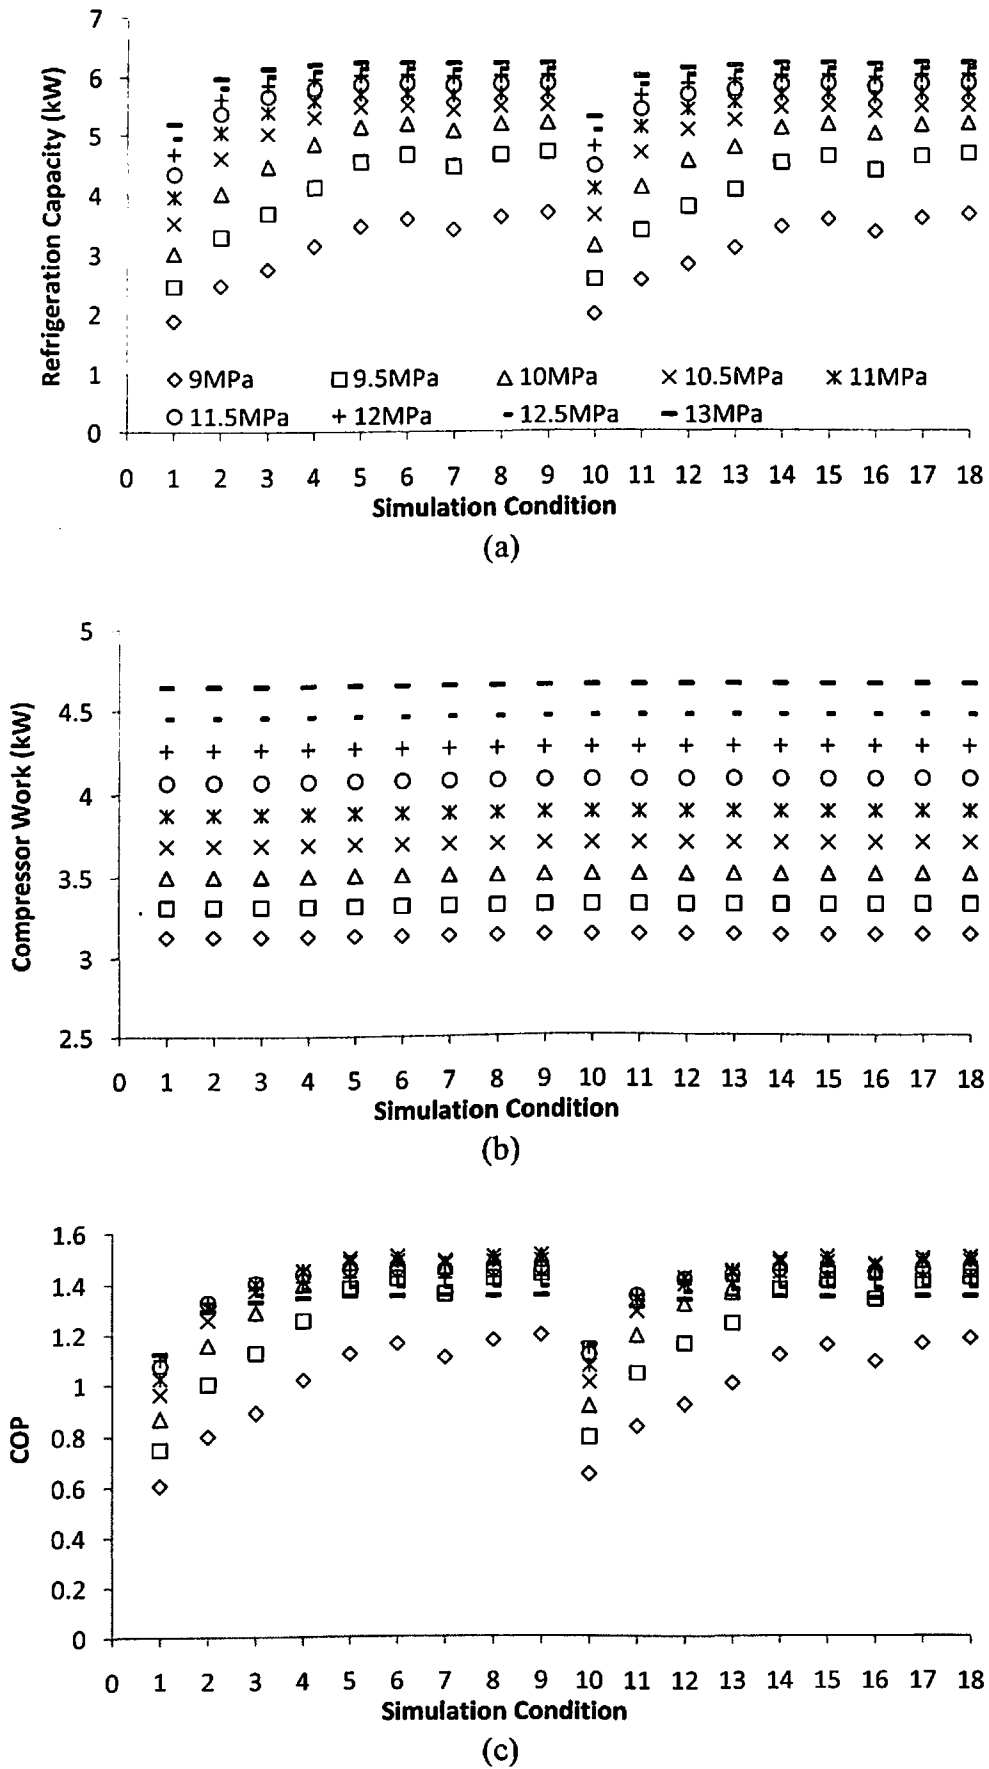 7
6
5
4
3
2
1
0
Refrigeration Capacity (kW)
9MPa 9.5MPa 10MPa 10.5MPa 11MPa
11.5MPa 12MPa 12.5MPa 13MPa
0 1 2 3 4 5 6 7 8 9 10 11 12 13 14 15 16 17 18
Simulation Condition
(a)
5
4.5
4
3.5
3
2.5
Compressor Work (kW)
0 1 2 3 4 5 6 7 8 9 10 11 12 13 14 15 16 17 18
Simulation Condition
(b)
1.6
1.4
1.2
1
0.8
0.6
0.4
0.2
0
COP
0 1 2 3 4 5 6 7 8 9 10 11 12 13 14 15 16 17 18
Simulation Condition
(c)